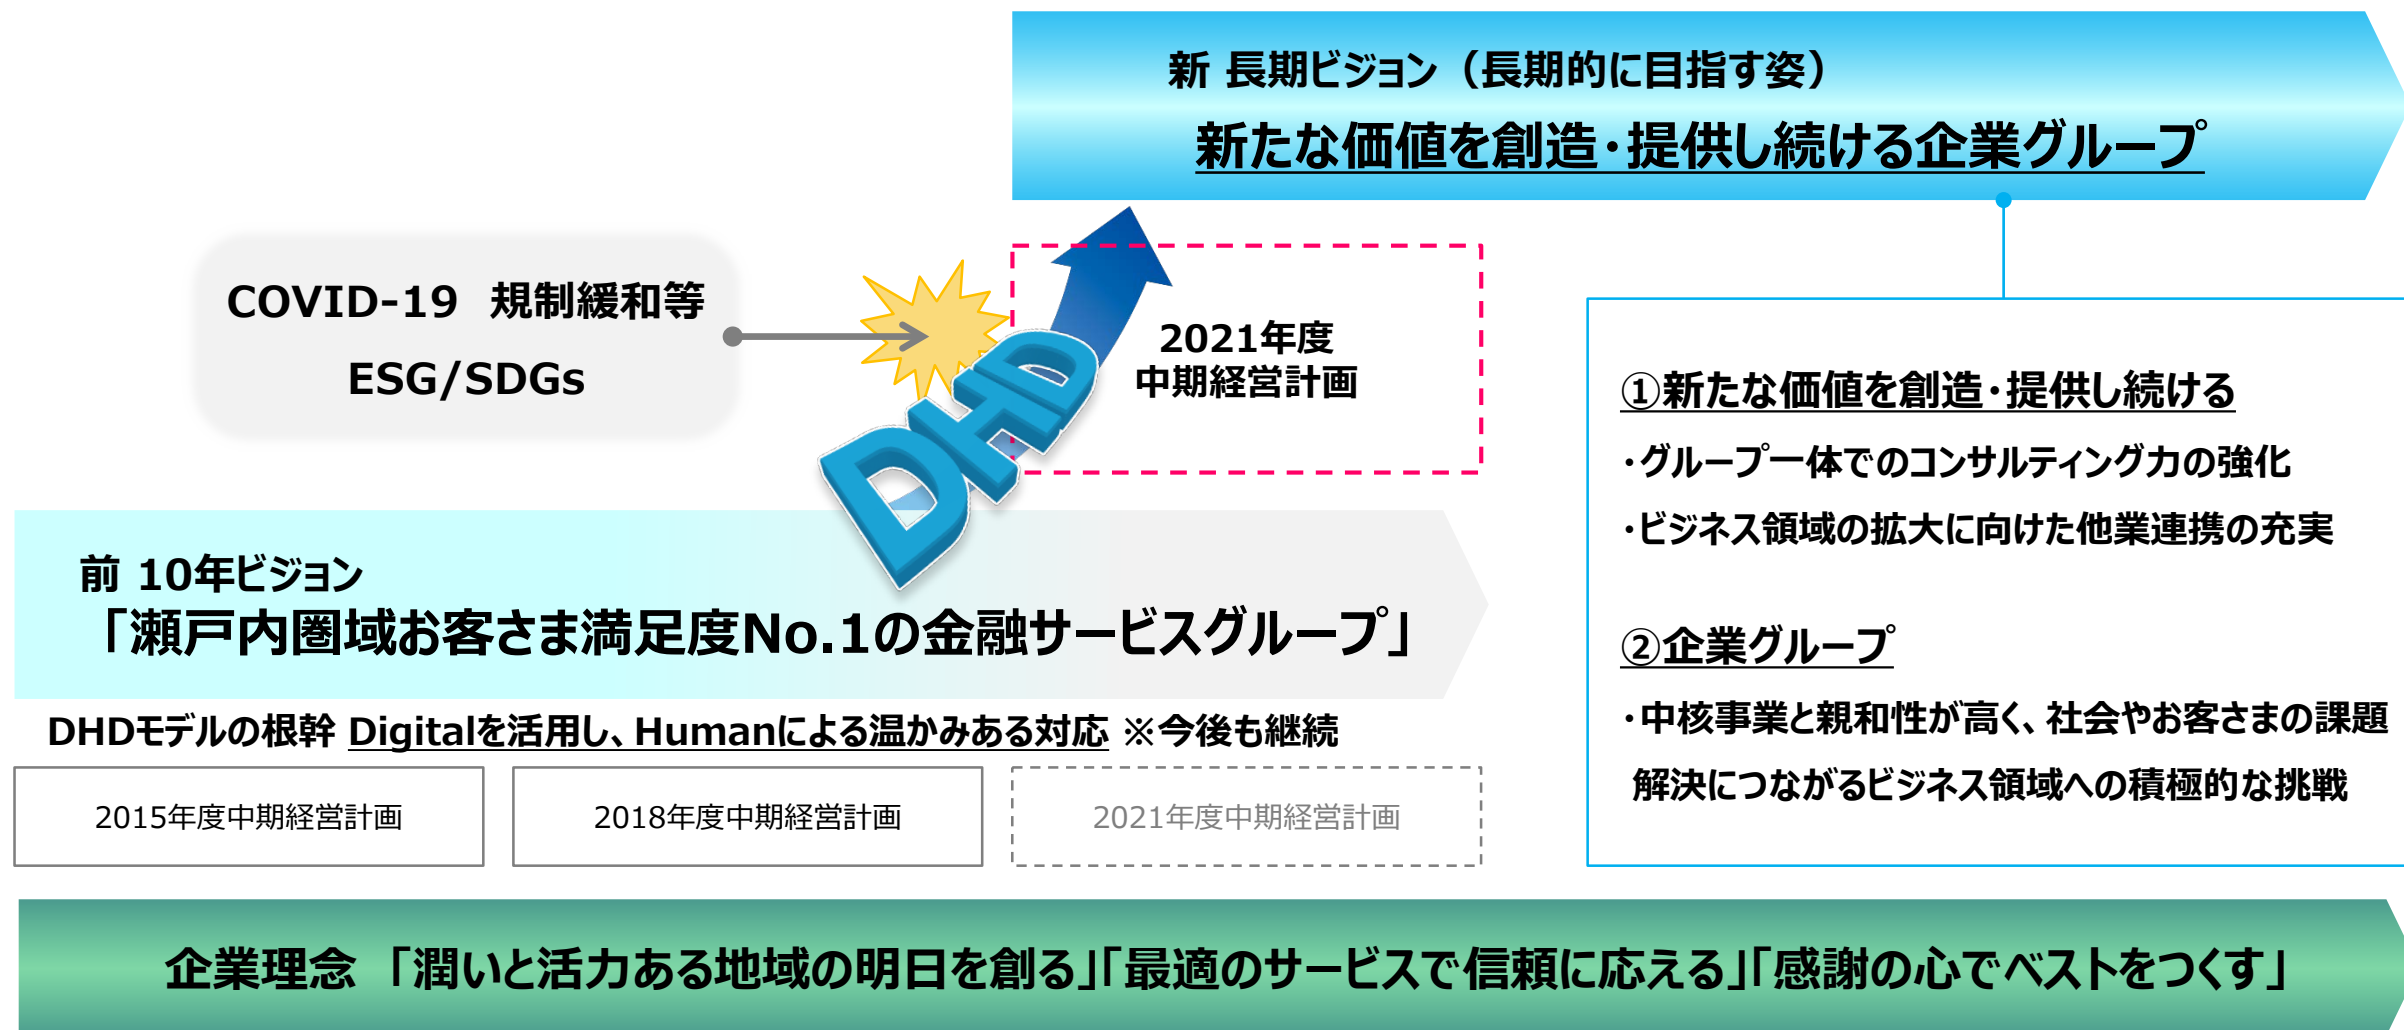 新 長期ビジョン（長期的に目指す姿）
新たな価値を創造・提供し続ける企業グループ
COVID-19 規制緩和等
ESG/SDGs
2021年度
中期経営計画
DHD
①新たな価値を創造・提供し続ける
・グループ一体でのコンサルティング力の強化
・ビジネス領域の拡大に向けた他業連携の充実
②企業グループ
・中核事業と親和性が高く、社会やお客さまの課題
解決につながるビジネス領域への積極的な挑戦
前 10年ビジョン
「瀬戸内圏域お客さま満足度No.1の金融サービスグループ」
DHDモデルの根幹 Digitalを活用し、Humanによる温かみある対応 ※今後も継続
2015年度中期経営計画
2018年度中期経営計画
2021年度中期経営計画
企業理念 「潤いと活力ある地域の明日を創る」「最適のサービスで信頼に応える」「感謝の心でベストをつくす」